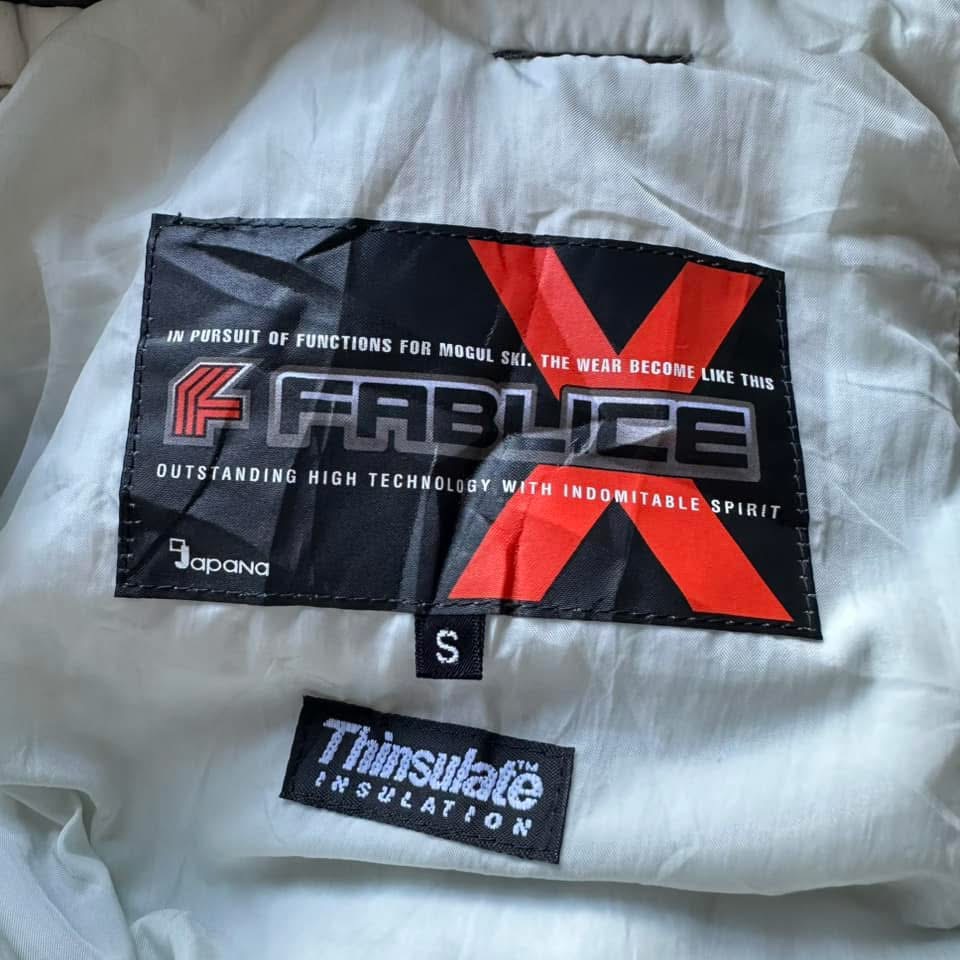 IN PURSUIT OF FUNCTIONS FOR MOGUL SKI. THE WEAR BECOME LIKE THIS
FABLICE
OUTSTANDING HIGH TECHNOLOGY WITH INDOMITABLE SPIRIT
Japana
S
Thinsulate™
INSULATION